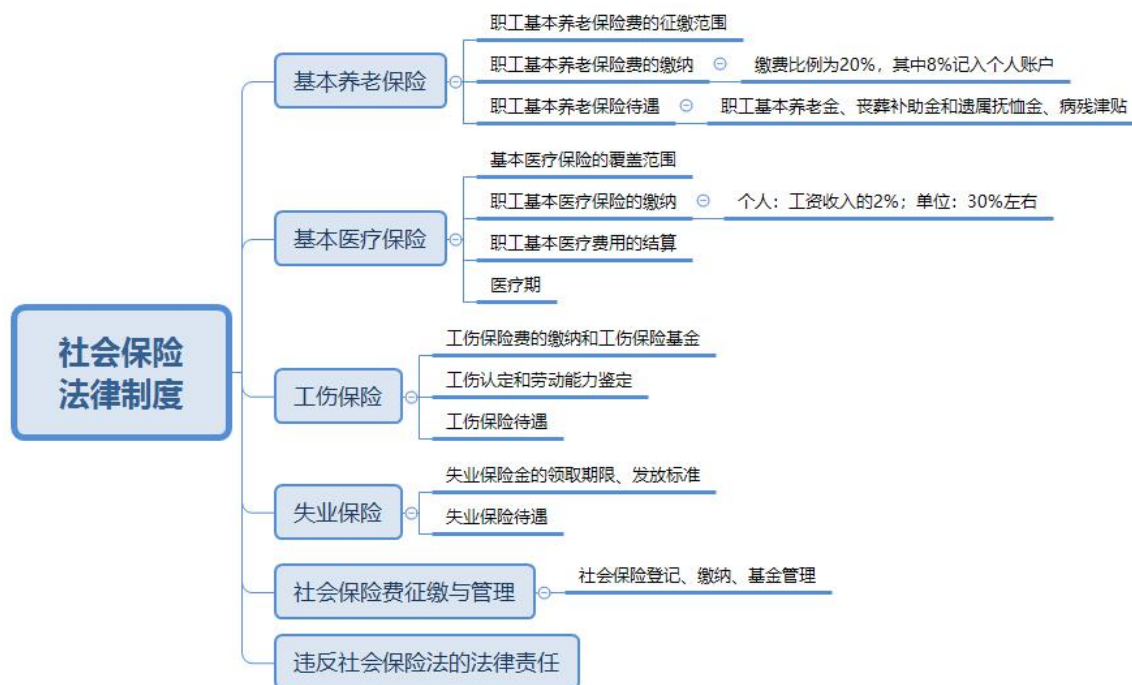 社会保险
法律制度
基本养老保险
职工基本养老保险费的征缴范围
职工基本养老保险费的缴纳
缴费比例为20%，其中8%记入个人账户
职工基本养老保险待遇
职工基本养老金、丧葬补助金和遗属抚恤金、病残津贴
基本医疗保险
基本医疗保险的覆盖范围
职工基本医疗保险的缴纳
个人：工资收入的2%；单位：30%左右
职工基本医疗费用的结算
医疗期
工伤保险
工伤保险费的缴纳和工伤保险基金
工伤认定和劳动能力鉴定
工伤保险待遇
失业保险
失业保险金的领取期限、发放标准
失业保险待遇
社会保险费征缴与管理
社会保险登记、缴纳、基金管理
违反社会保险法的法律责任